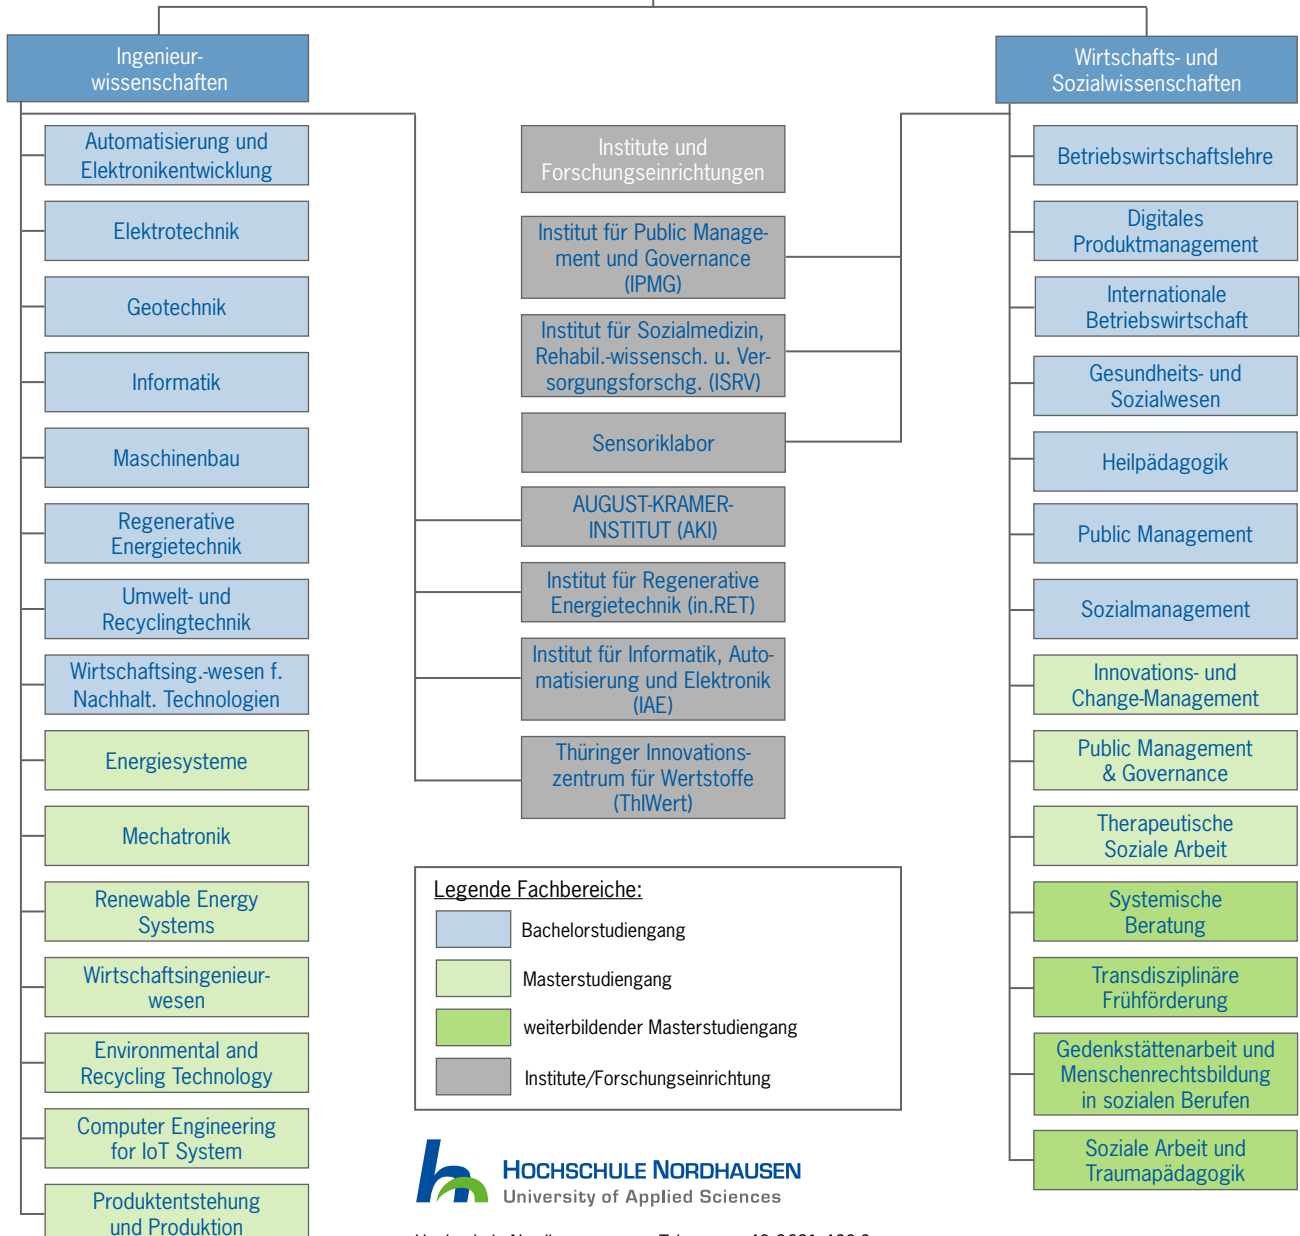 Ingenieur-
wissenschaften
Automatisierung und
Elektronikentwicklung
Elektrotechnik
Geotechnik
Informatik
Maschinenbau
Regenerative
Energietechnik
Umwelt- und
Recyclingtechnik
Wirtschaftsing.-wesen f.
Nachhalt. Technologien
Energiesysteme
Mechatronik
Renewable Energy
Systems
Wirtschaftsingenieur-
wesen
Environmental and
Recycling Technology
Computer Engineering
for IoT System
Produktentstehung
und Produktion
Institute und
Forschungseinrichtungen
Institut für Public Manage-
ment und Governance
(IPMG)
Institut für Sozialmedizin,
Rehabil.-wissensch. u. Ver-
sorgungsforschg. (ISRV)
Sensoriklabor
AUGUST-KRAMER-
INSTITUT (AKI)
Institut für Regenerative
Energietechnik (in.RET)
Institut für Informatik, Auto-
matisierung und Elektronik
(IAE)
Thüringer Innovations-
zentrum für Wertstoffe
(ThIWert)
Legende Fachbereiche:
Bachelorstudiengang
Masterstudiengang
weiterbildender Masterstudiengang
Institute/Forschungseinrichtung
HOCHSCHULE NORDHAUSEN
University of Applied Sciences
Wirtschafts- und
Sozialwissenschaften
Betriebswirtschaftslehre
Digitales
Produktmanagement
Internationale
Betriebswirtschaft
Gesundheits- und
Sozialwesen
Heilpädagogik
Public Management
Sozialmanagement
Innovations- und
Change-Management
Public Management
& Governance
Therapeutische
Soziale Arbeit
Systemische
Beratung
Transdisziplinäre
Frühförderung
Gedenkstättenarbeit und
Menschenrechtsbildung
in sozialen Berufen
Soziale Arbeit und
Traumapädagogik